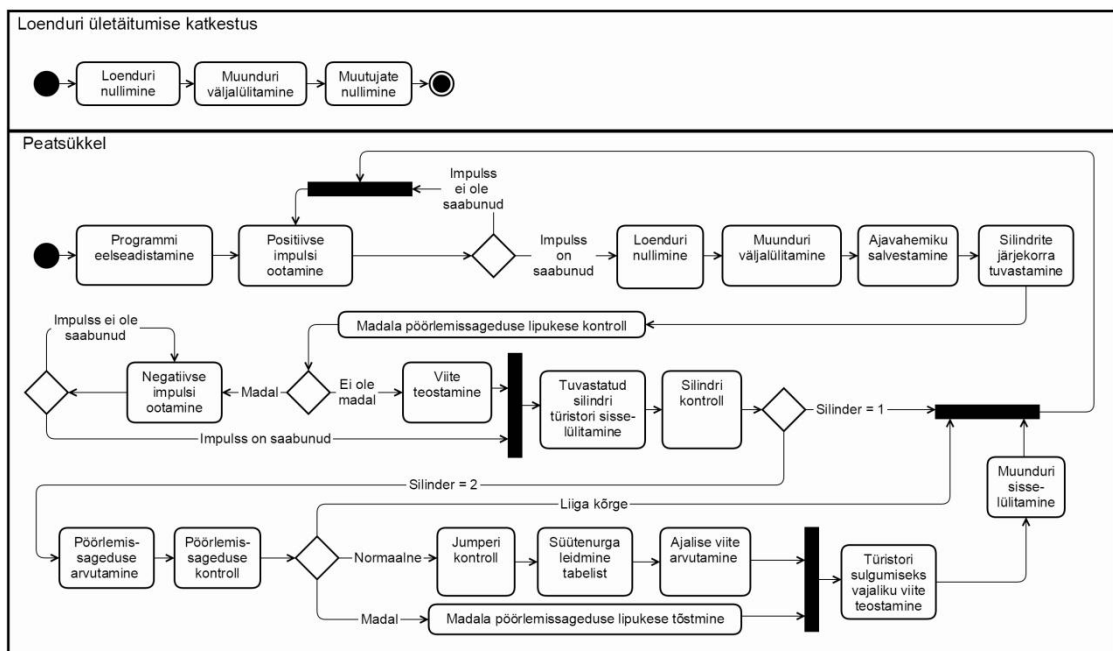 Loenduri ületäitumise katkestus
Loenduri
nullimine
Muunduri
väljalülitamine
Muutujate
nullimine
Peatsükkel
Impulss
ei ole
saabunud
Programmi
eelseadistamine
Positiivse
impulsi
ootamine
Impulss
on
saabunud
Loenduri
nullimine
Muunduri
väljalülitamine
Ajavahemiku
salvestamine
Silindrite
järjekorra
tuvastamine
Madala pöörlemissageduse lipukese kontroll
Impulss ei ole
saabunud
Negatiivse
impulsi
ootamine
Madal
Ei ole
madal
Viite
teostamine
Impulss on saabunud
Tuvastatud
silindri
türistori sisse-
lülitamine
Silindri
kontroll
Silinder = 1
Silinder = 2
Liiga kõrge
Muunduri
sisse-
lülitamine
Pöörlemis-
sageduse
arvutamine
Pöörlemis-
sageduse
kontroll
Normaalne
Jumperi
kontroll
Süütenurga
leidmine
tabelist
Ajalise viite
arvutamine
Türistori
sulgumiseks
vajaliku viite
teostamine
Madal
Madala pöörlemissageduse lipukese tõstmine